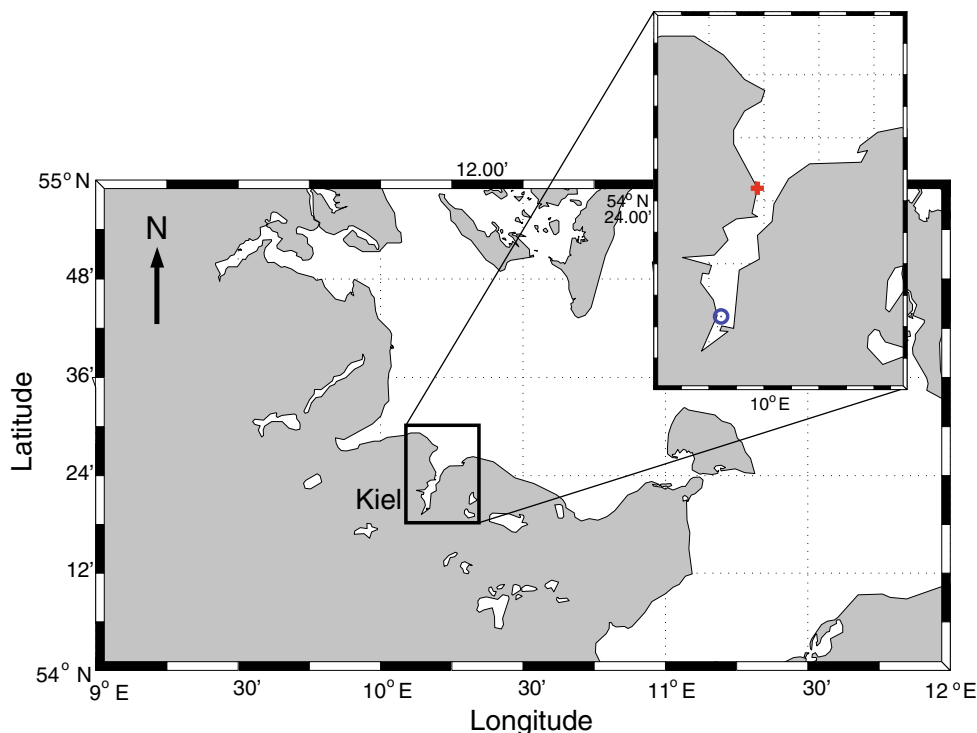 12.00'
55° N
54° N
24.00'
N
48'
36'
10° E
24'
Kiel
12'
54° N
9° E
30'
10° E
30'
11° E
30'
12° E
Latitude
Longitude